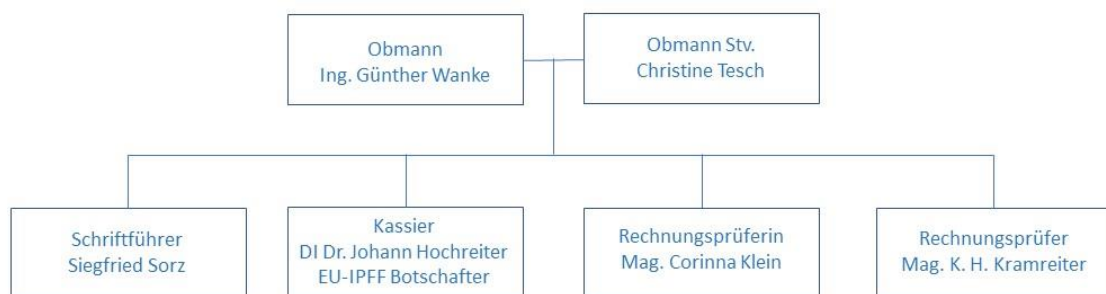 Obmann
Ing. Günther Wanke
Obmann Stv.
Christine Tesch
Schriftführer
Siegfried Sorz
Kassier
DI Dr. Johann Hochreiter
EU-IPFF Botschafter
Rechnungsprüferin
Mag. Corinna Klein
Rechnungsprüfer
Mag. K. H. Kramreiter